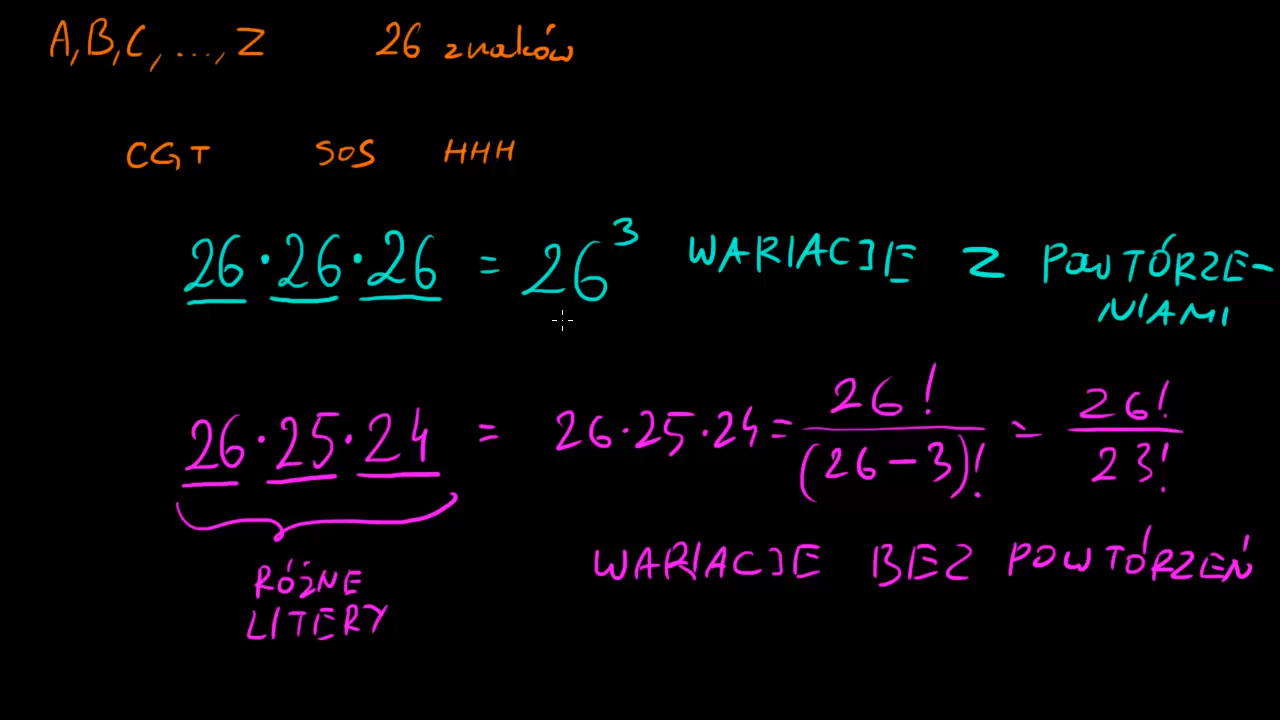 A, B, C, ..., Z 26 znaków
CGT SOS HHH
26 · 26 · 26 = 26³ WARIACJE Z POWTÓRZE-
NIAMI
26 · 25 · 24 = 26 · 25 · 24 = 26! / (26 - 3)! = 26! / 23!
WARIACJE BEZ POWTÓRZEŃ
RÓŻNE
LITERY